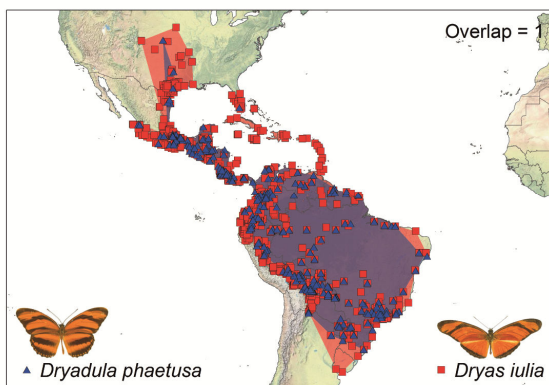 Overlap = 1
Dryadula phaetusa
Dryas iulia